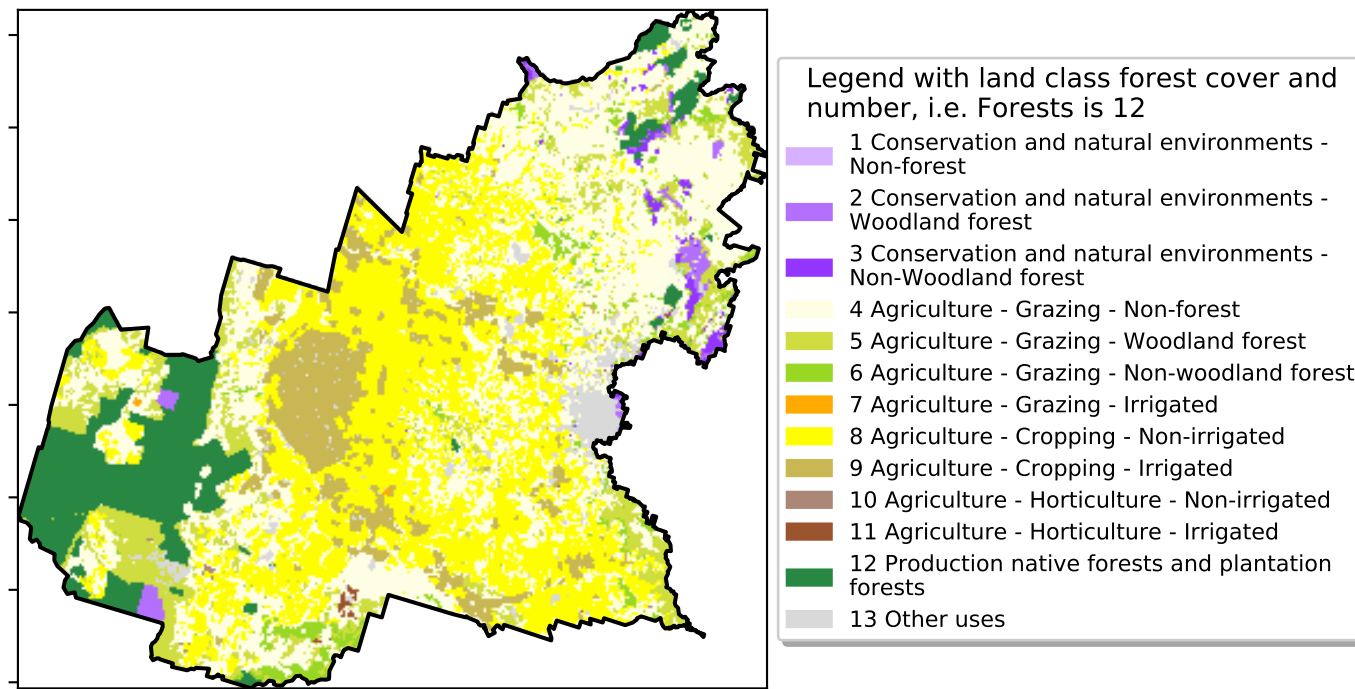 Legend with land class forest cover and
number, i.e. Forests is 12
1 Conservation and natural environments -
Non-forest
2 Conservation and natural environments -
Woodland forest
3 Conservation and natural environments -
Non-Woodland forest
4 Agriculture - Grazing - Non-forest
5 Agriculture - Grazing - Woodland forest
6 Agriculture - Grazing - Non-woodland forest
7 Agriculture - Grazing - Irrigated
8 Agriculture - Cropping - Non-irrigated
9 Agriculture - Cropping - Irrigated
10 Agriculture - Horticulture - Non-irrigated
11 Agriculture - Horticulture - Irrigated
12 Production native forests and plantation
forests
13 Other uses